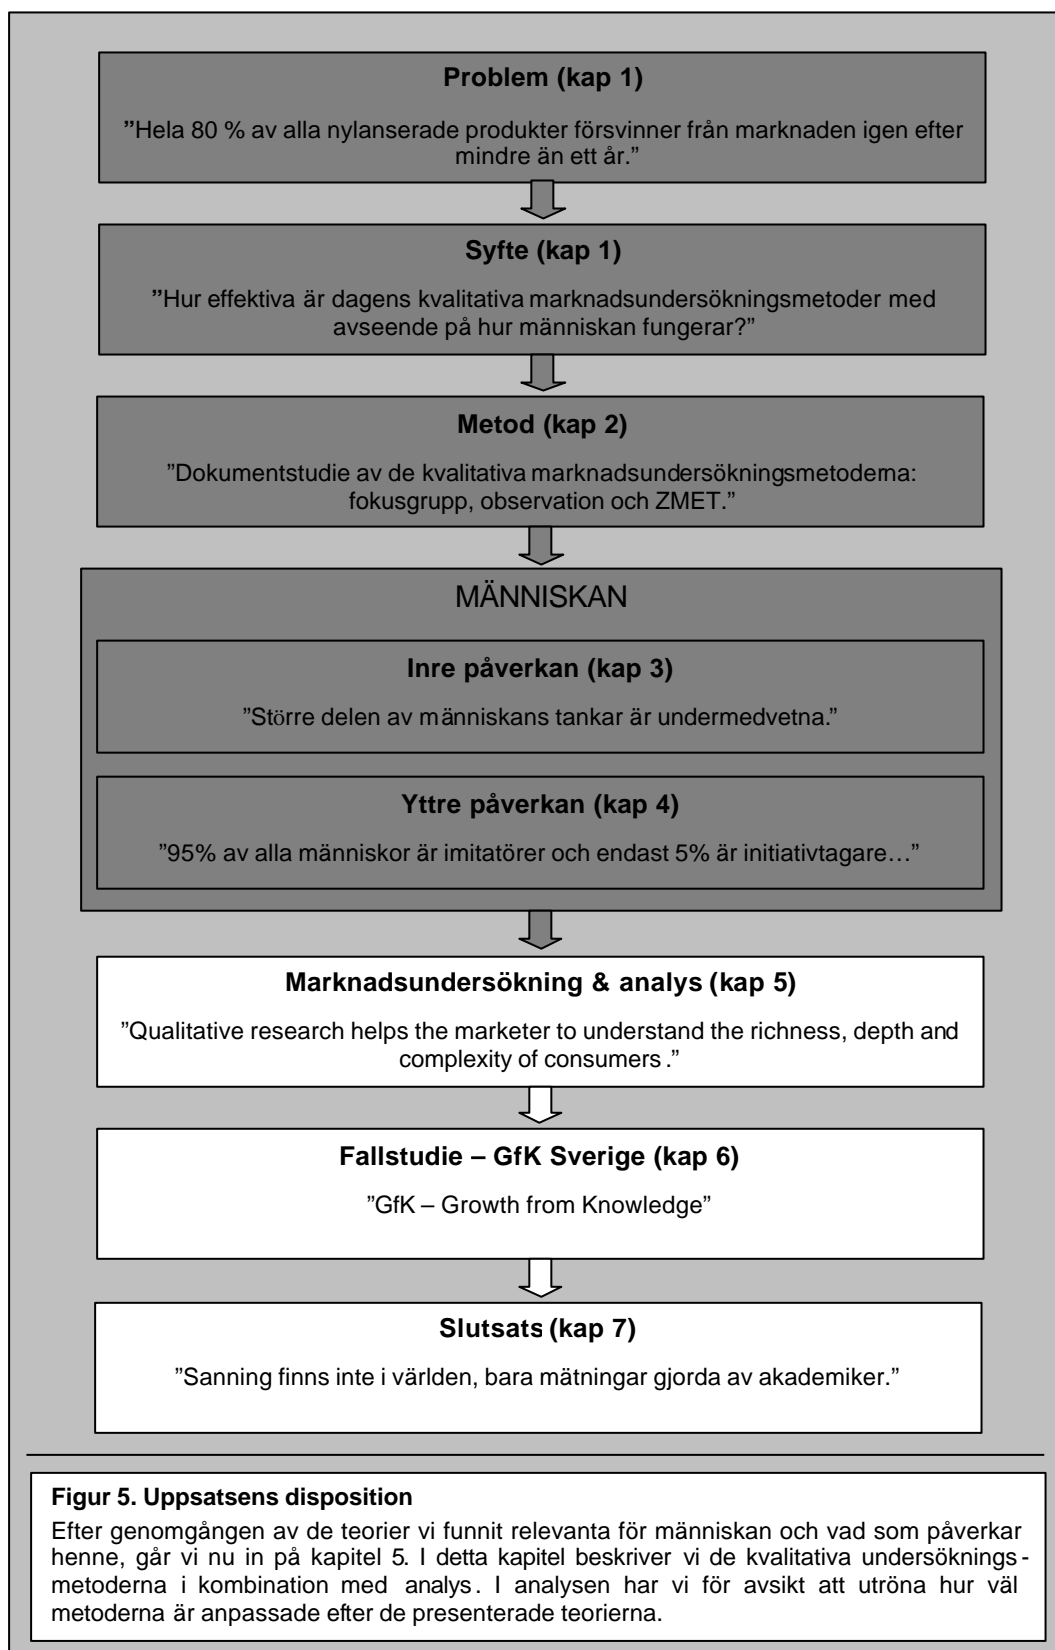 Problem (kap 1)
”Hela 80 % av alla nylanserade produkter försvinner från marknaden igen efter
mindre än ett år.”
Syfte (kap 1)
”Hur effektiva är dagens kvalitativa marknadsundersökningsmetoder med
avseende på hur människan fungerar?”
Metod (kap 2)
”Dokumentstudie av de kvalitativa marknadsundersökningsmetoderna:
fokusgrupp, observation och ZMET.”
MÄNNISKAN
Inre påverkan (kap 3)
”Större delen av människans tankar är undermedvetna.”
Yttre påverkan (kap 4)
”95% av alla människor är imitatörer och endast 5% är initiativtagare…”
Marknadsundersökning & analys (kap 5)
”Qualitative research helps the marketer to understand the richness, depth and
complexity of consumers.”
Fallstudie – GfK Sverige (kap 6)
”GfK – Growth from Knowledge”
Slutsats (kap 7)
”Sanning finns inte i världen, bara mätningar gjorda av akademiker.”
Figur 5. Uppsatsens disposition
Efter genomgången av de teorier vi funnit relevanta för människan och vad som påverkar
henne, går vi nu in på kapitel 5. I detta kapitel beskriver vi de kvalitativa undersöknings-
metoderna i kombination med analys. I analysen har vi för avsikt att utröna hur väl
metoderna är anpassade efter de presenterade teorierna.